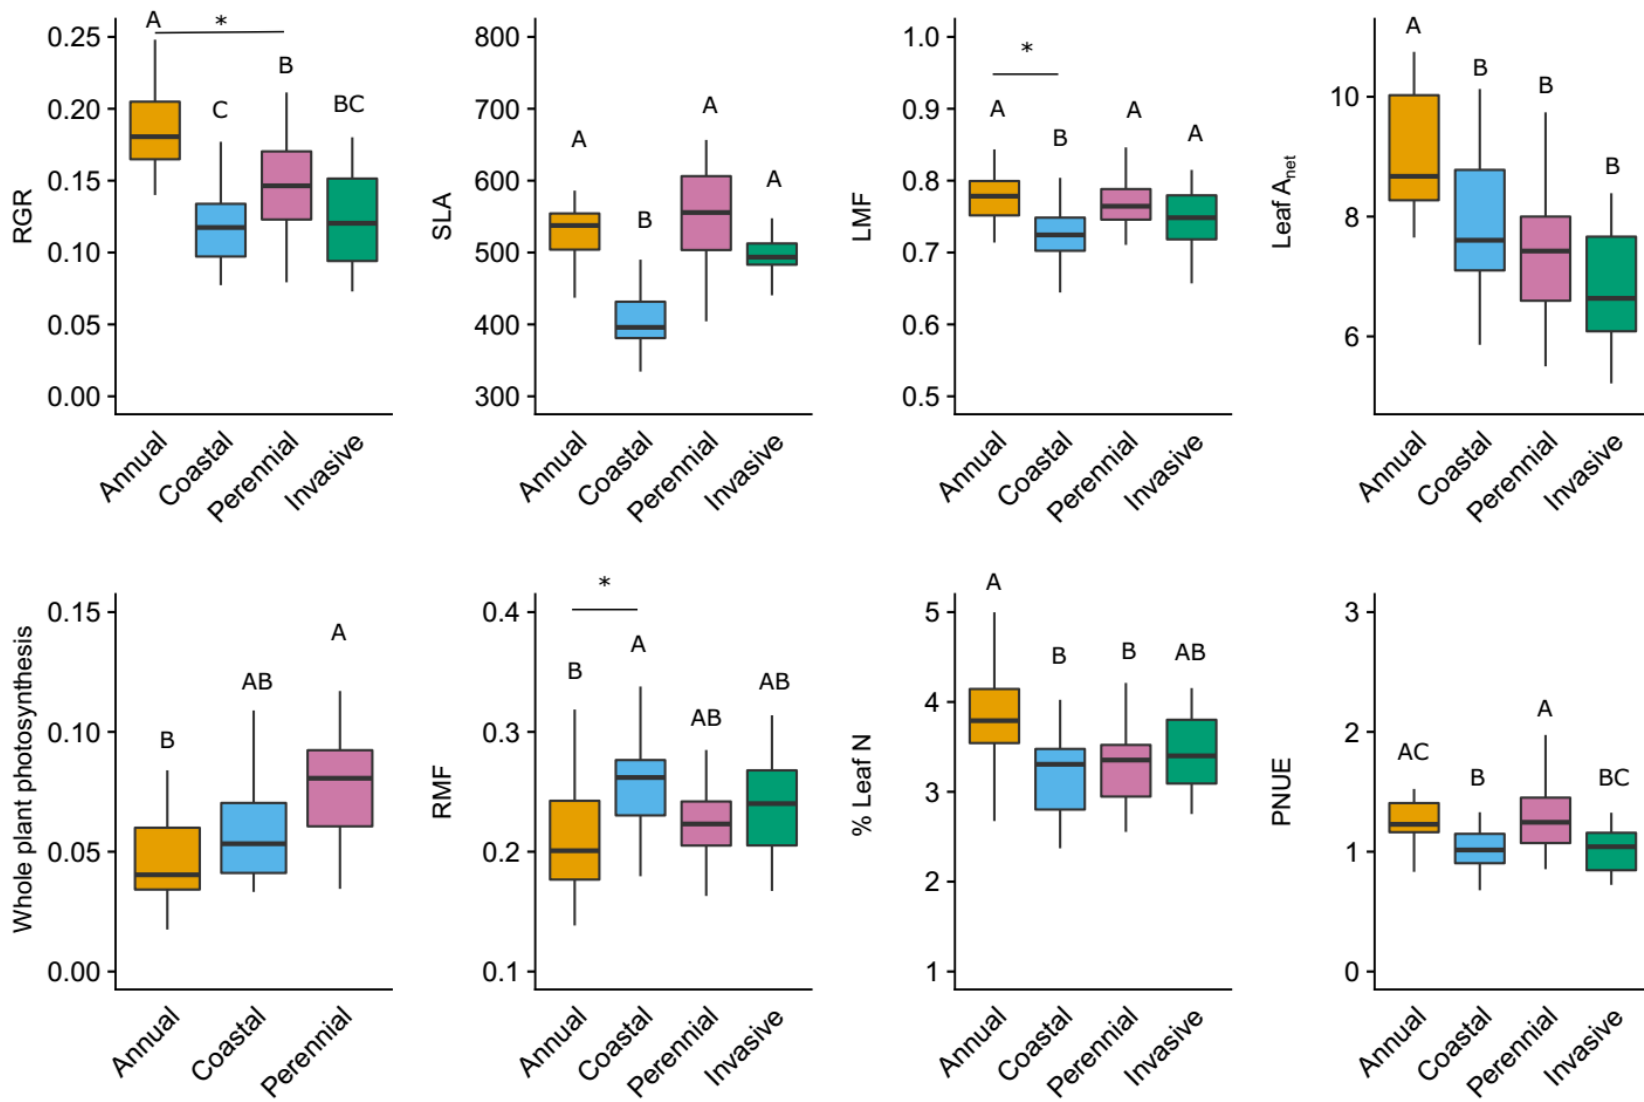 RGR
0.25
0.20
0.15
0.10
0.05
0.00
A
*
C
B
BC
Annual
Coastal
Perennial
Invasive
SLA
800
700
600
500
400
300
A
B
A
A
Annual
Coastal
Perennial
Invasive
LMF
1.0
0.9
0.8
0.7
0.6
0.5
*
A
B
A
A
Annual
Coastal
Perennial
Invasive
Leaf Anet
10
8
6
A
B
B
B
Annual
Coastal
Perennial
Invasive
Whole plant photosynthesis
0.15
0.10
0.05
0.00
B
AB
A
Annual
Coastal
Perennial
RMF
0.4
0.3
0.2
0.1
*
B
A
AB
AB
Annual
Coastal
Perennial
Invasive
% Leaf N
5
4
3
2
1
A
B
B
AB
Annual
Coastal
Perennial
Invasive
PNUE
3
2
1
0
AC
B
A
BC
Annual
Coastal
Perennial
Invasive